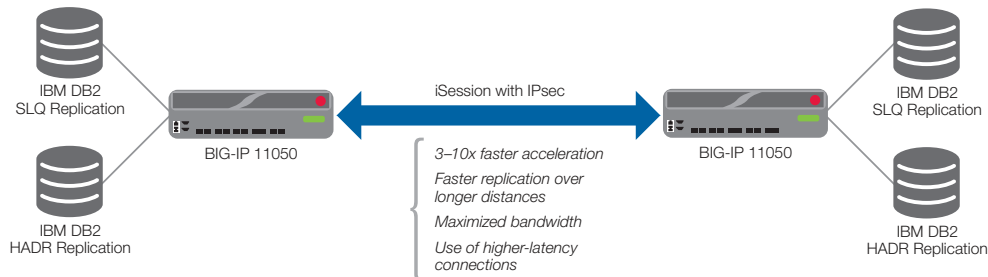 IBM DB2
SLQ Replication
IBM DB2
HADR Replication
BIG-IP 11050
iSession with IPsec
3–10x faster acceleration
Faster replication over
longer distances
Maximized bandwidth
Use of higher-latency
connections
BIG-IP 11050
IBM DB2
SLQ Replication
IBM DB2
HADR Replication